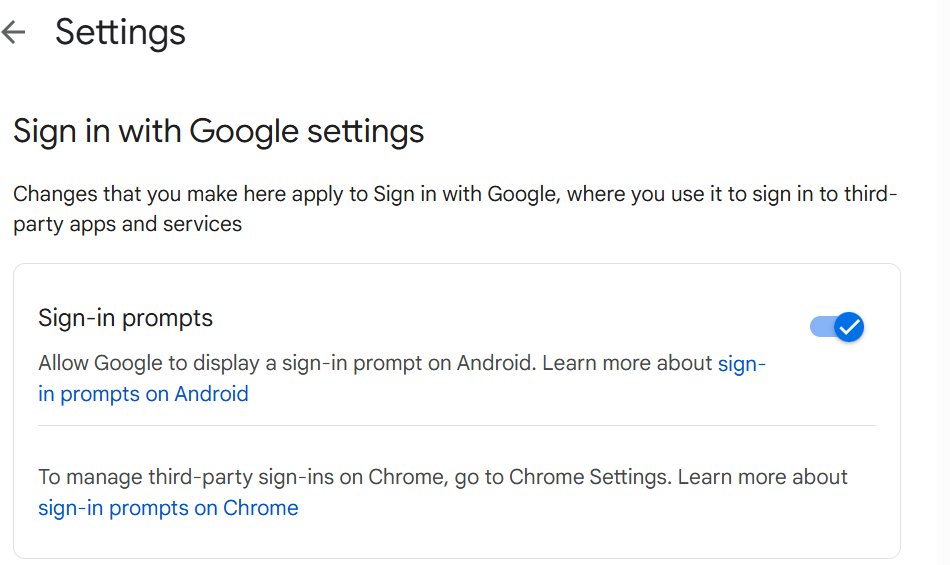 Settings
Sign in with Google settings
Changes that you make here apply to Sign in with Google, where you use it to sign in to third-
party apps and services
Sign-in prompts
Allow Google to display a sign-in prompt on Android. Learn more about sign-
in prompts on Android
To manage third-party sign-ins on Chrome, go to Chrome Settings. Learn more about
sign-in prompts on Chrome